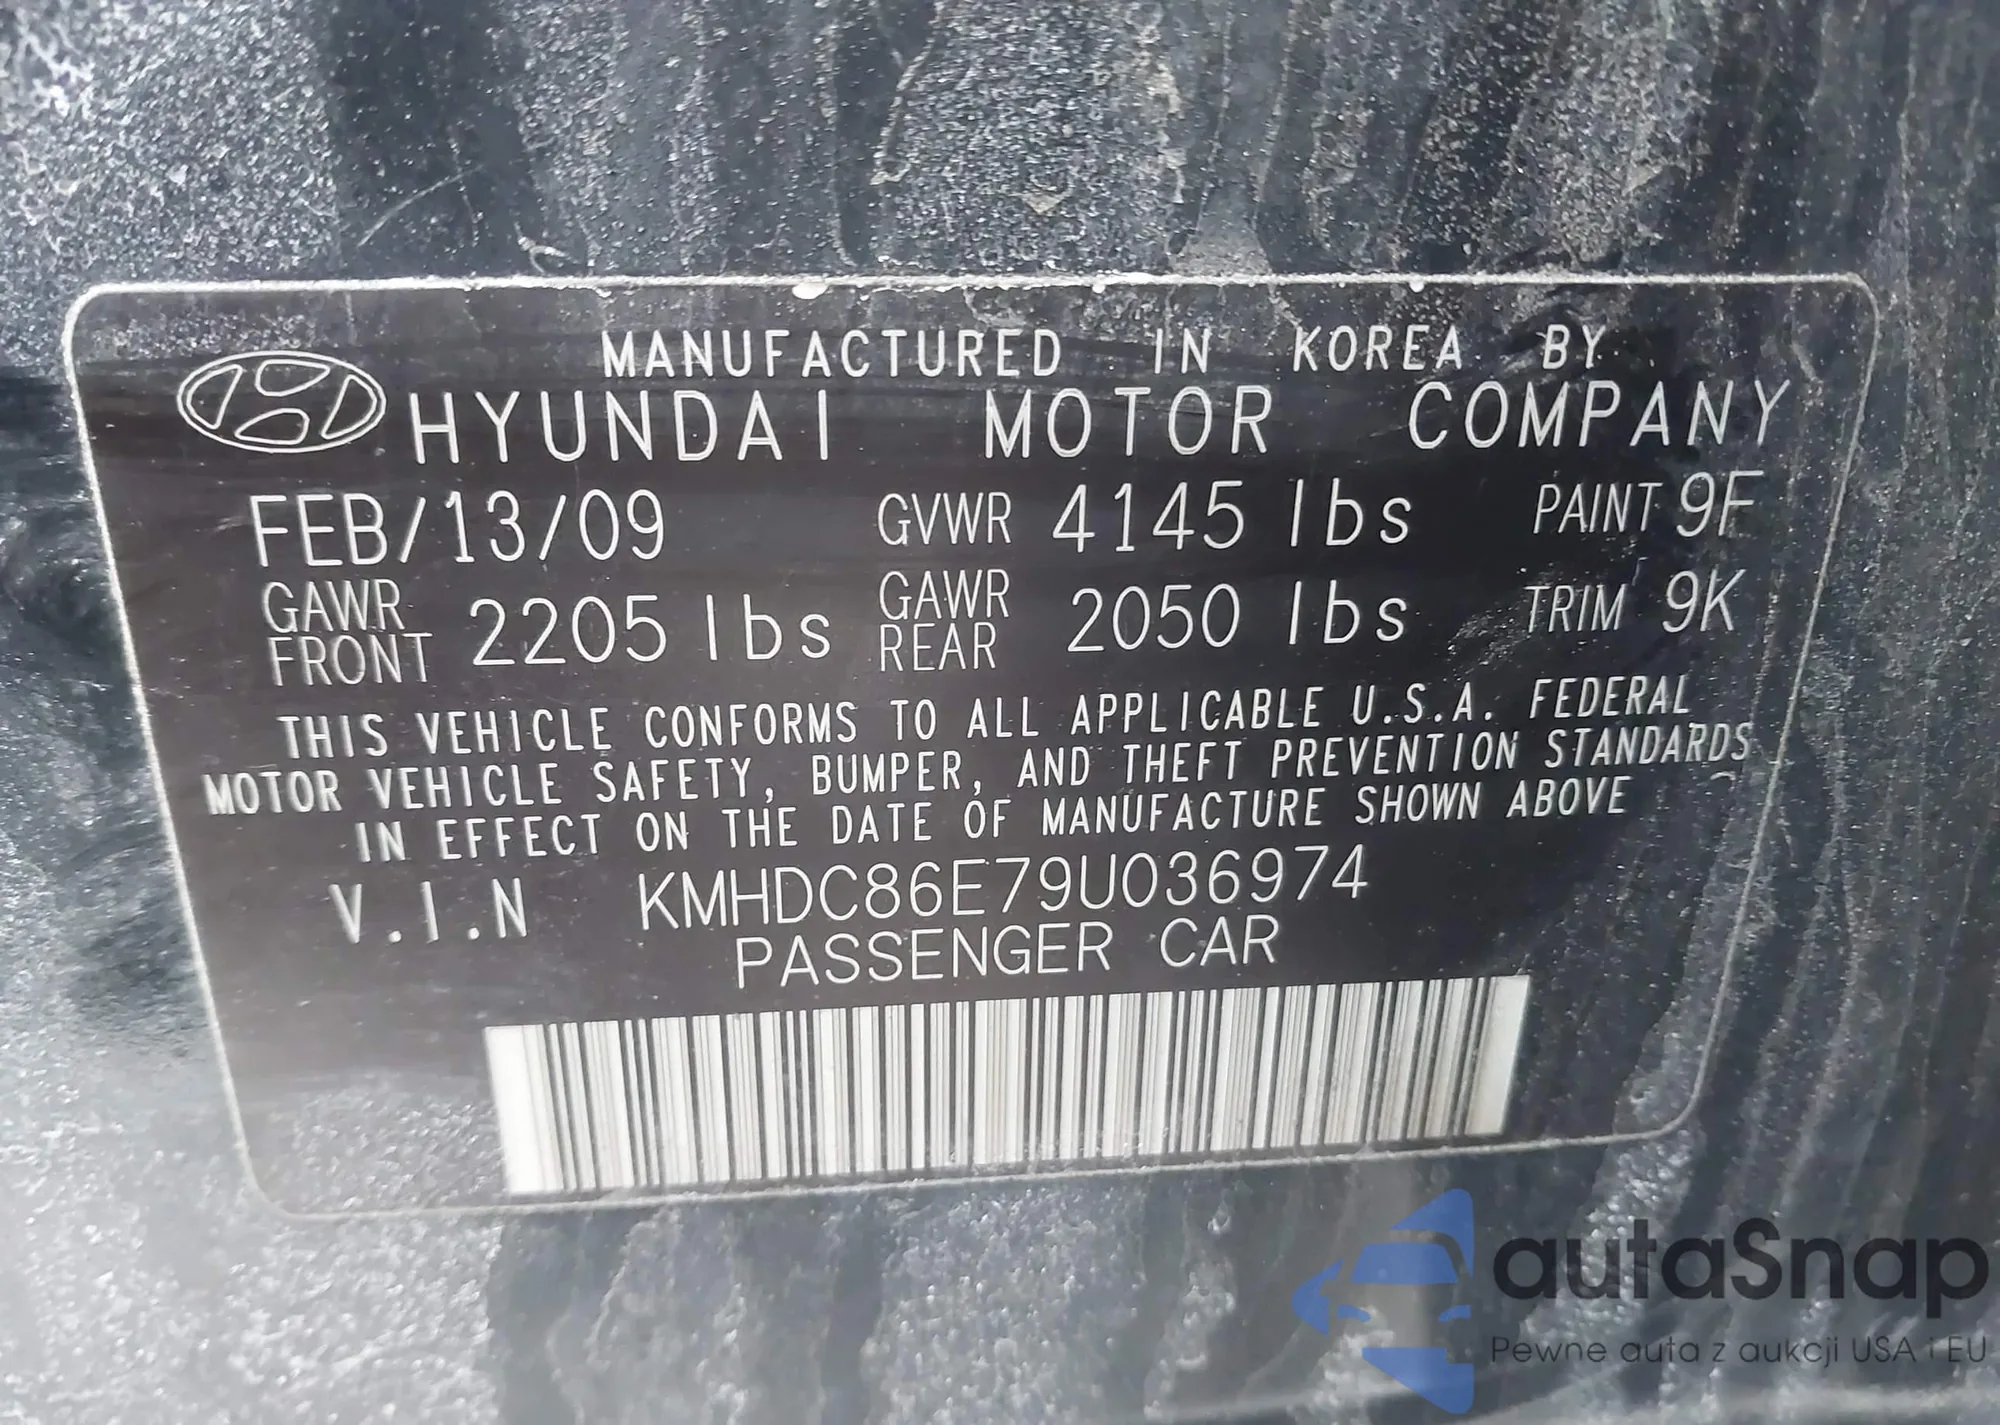 MANUFACTURED IN KOREA BY
HYUNDAI MOTOR COMPANY
FEB/13/09 GVWR 4145 lbs PAINT 9F
GAWR FRONT 2205 lbs GAWR REAR 2050 lbs TRIM 9K
THIS VEHICLE CONFORMS TO ALL APPLICABLE U.S.A. FEDERAL
MOTOR VEHICLE SAFETY, BUMPER, AND THEFT PREVENTION STANDARDS
IN EFFECT ON THE DATE OF MANUFACTURE SHOWN ABOVE
V.I.N KMHDC86E79U036974
PASSENGER CAR
autaSnap
Pewne auta z aukcji USA i EU